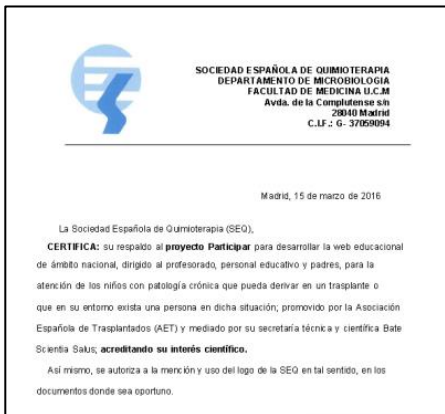 SOCIEDAD ESPAÑOLA DE QUIMIOTERAPIA
DEPARTAMENTO DE MICROBIOLOGIA
FACULTAD DE MEDICINA U.C.M
Avda. de la Complutense s/n
28040 Madrid
C.I.F.: G- 37059094
Madrid, 15 de marzo de 2016
La Sociedad Española de Quimioterapia (SEQ),
CERTIFICA: su respaldo al proyecto Participar para desarrollar la web educacional
de ámbito nacional, dirigido al profesorado, personal educativo y padres, para la
atención de los niños con patología crónica que pueda derivar en un trasplante o
que en su entorno exista una persona en dicha situación; promovido por la Asociación
Española de Trasplantados (AET) y mediado por su secretaría técnica y científica Bate
Scientia Salus; acreditando su interés científico.
Así mismo, se autoriza a la mención y uso del logo de la SEQ en tal sentido, en los
documentos donde sea oportuno.